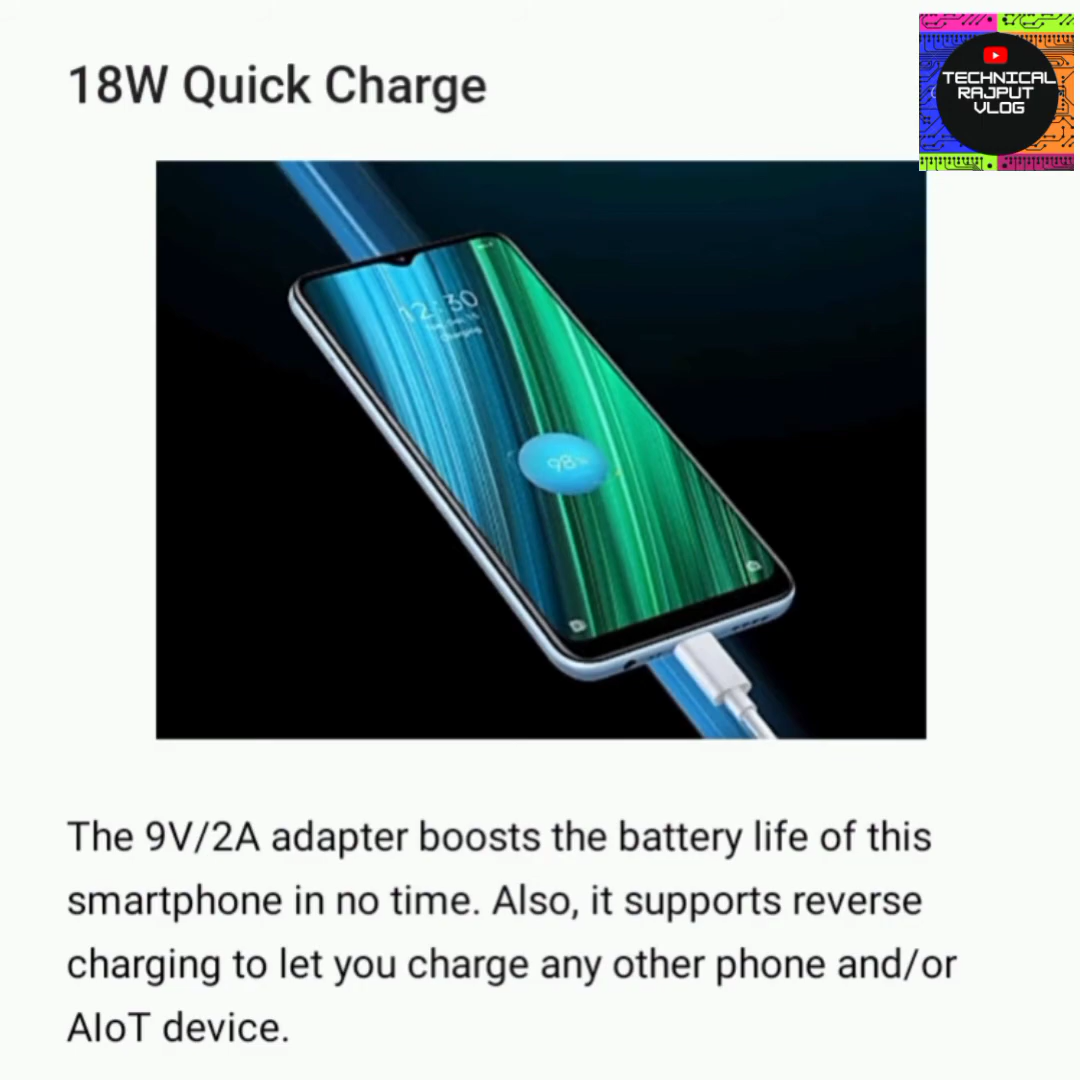 18W Quick Charge
TECHNICAL
RAJPUT
VLOG
12:30
Charging
98%
The 9V/2A adapter boosts the battery life of this
smartphone in no time. Also, it supports reverse
charging to let you charge any other phone and/or
AIoT device.